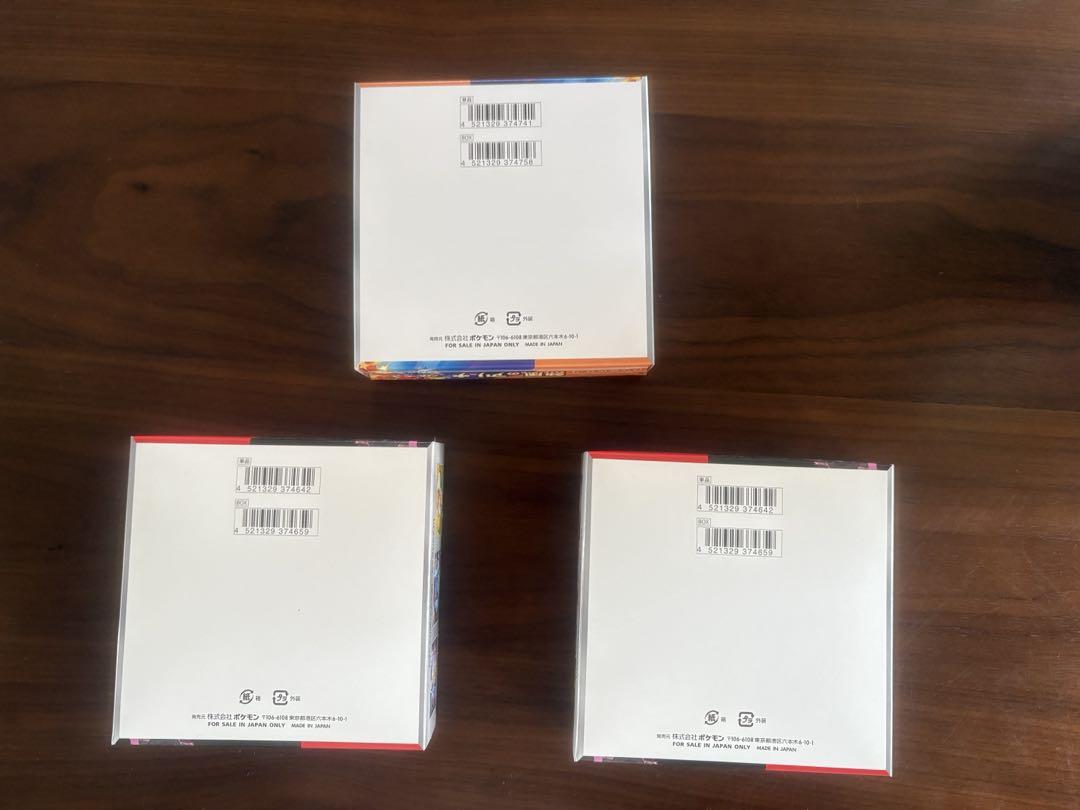 単品
4 521329 374741
BOX
4 521329 374758
紙 箱 プラ 外装
発売元 株式会社ポケモン 〒106-6108 東京都港区六本木6-10-1
FOR SALE IN JAPAN ONLY MADE IN JAPAN
熱風のアリーナ
単品
4 521329 374642
BOX
4 521329 374659
紙 箱 プラ 外装
発売元 株式会社ポケモン 〒106-6108 東京都港区六本木6-10-1
FOR SALE IN JAPAN ONLY MADE IN JAPAN
単品
4 521329 374642
BOX
4 521329 374659
紙 箱 プラ 外装
発売元 株式会社ポケモン 〒106-6108 東京都港区六本木6-10-1
FOR SALE IN JAPAN ONLY MADE IN JAPAN